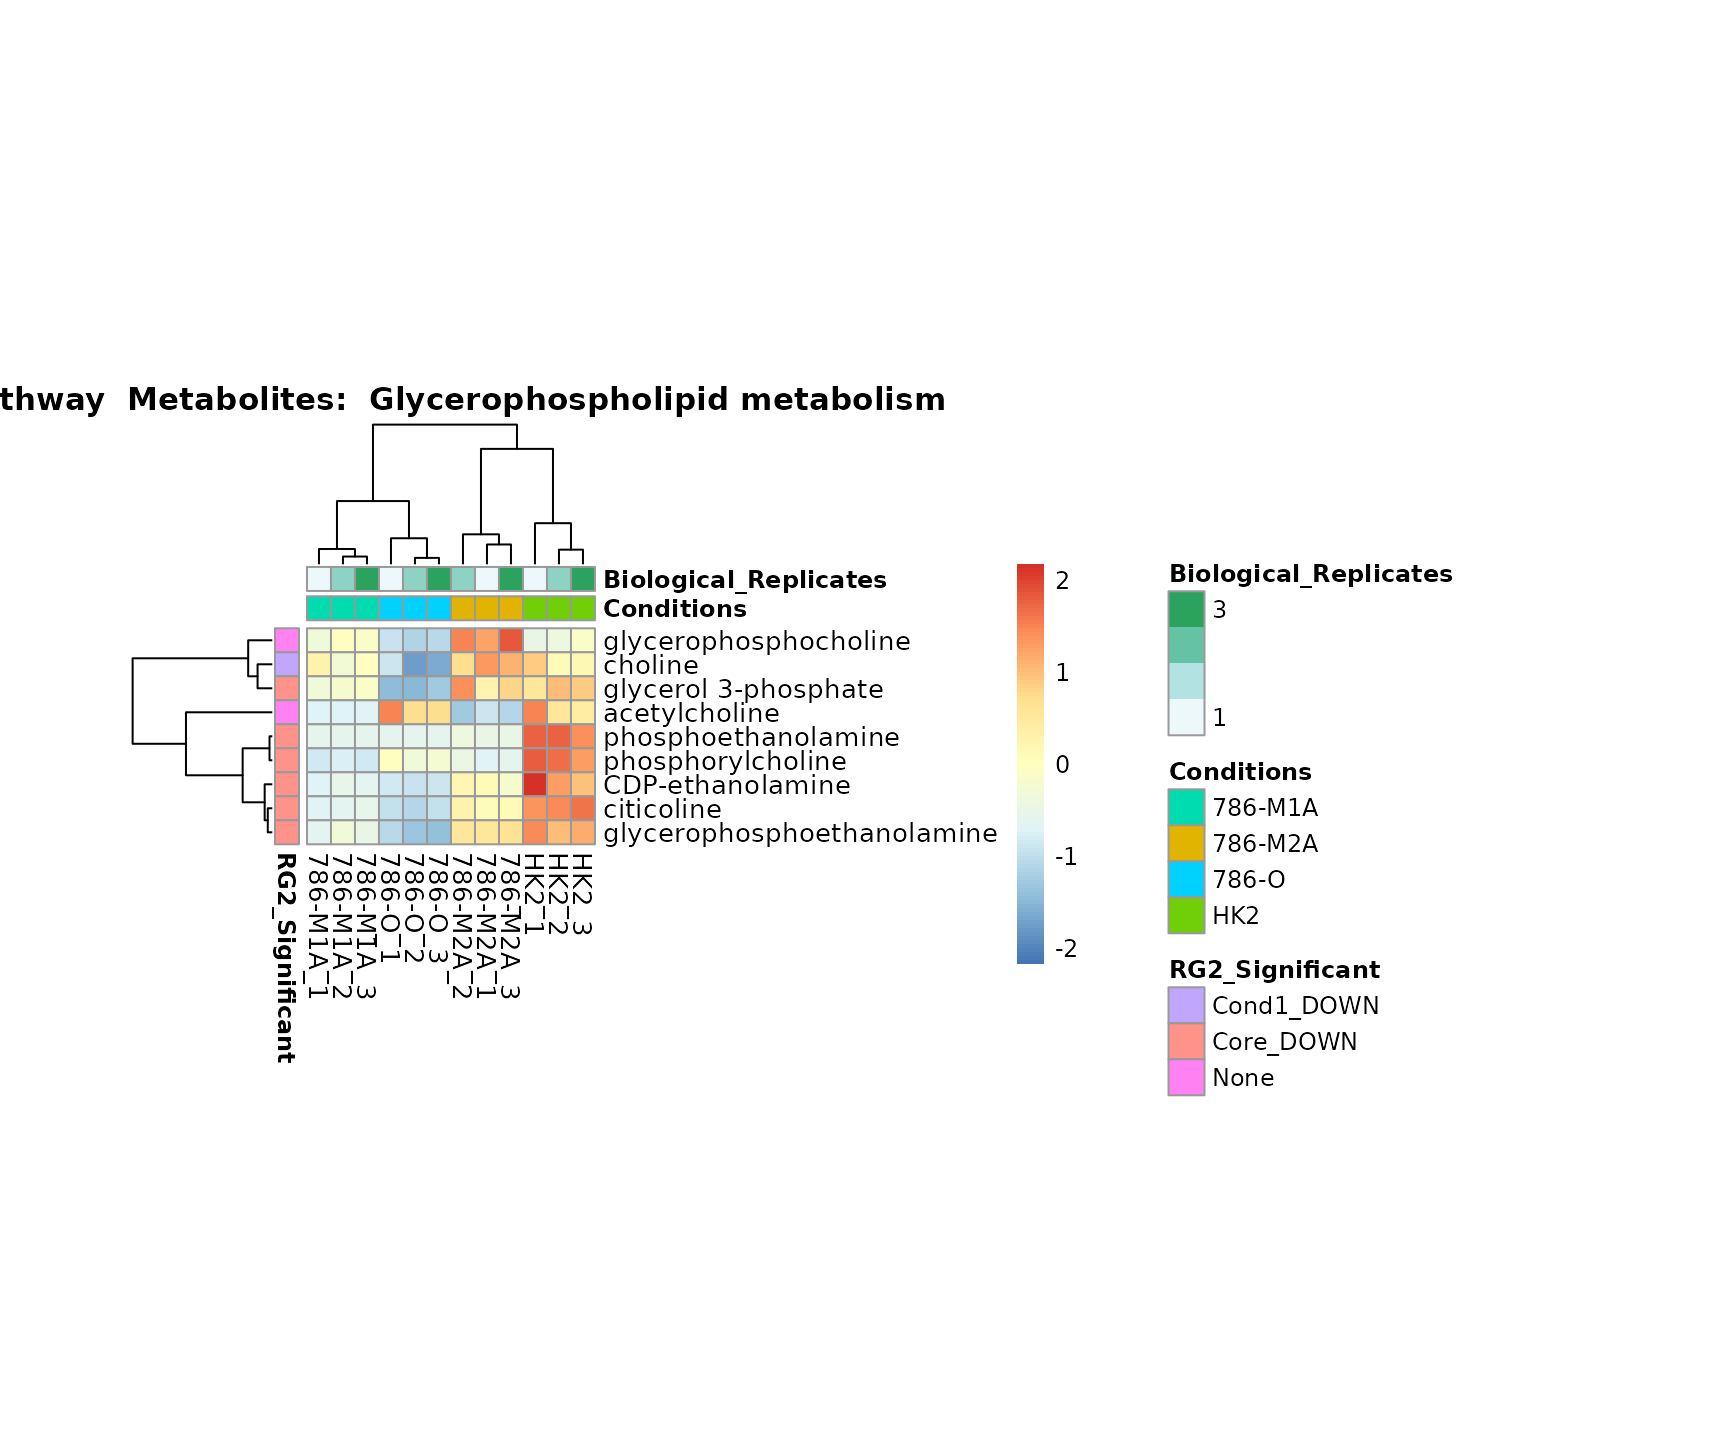 thway Metabolites: Glycerophospholipid metabolism
Biological_Replicates
Conditions
glycerophosphocholine
choline
glycerol 3-phosphate
acetylcholine
phosphoethanolamine
phosphorylcholine
CDP-ethanolamine
citicoline
glycerophosphoethanolamine
RG2_Significant
786-M1A_1
786-M1A_2
786-M1A_3
786-O_1
786-O_2
786-O_3
786-M2A_2
786-M2A_1
786-M2A_3
HK2_1
HK2_2
HK2_3
2
1
0
-1
-2
Biological_Replicates
3
1
Conditions
786-M1A
786-M2A
786-O
HK2
RG2_Significant
Cond1_DOWN
Core_DOWN
None